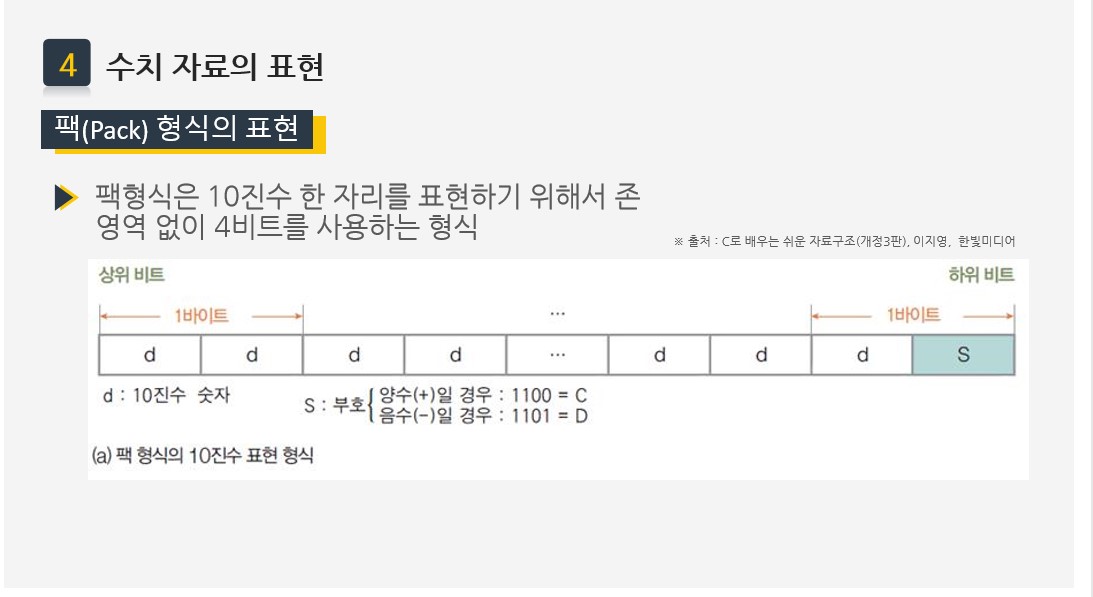 4 수치 자료의 표현
팩(Pack) 형식의 표현
팩형식은 10진수 한 자리를 표현하기 위해서 존
영역 없이 4비트를 사용하는 형식
※ 출처 : C로 배우는 쉬운 자료구조(개정3판), 이지영, 한빛미디어
상위 비트 하위 비트
1바이트 ··· 1바이트
d d d d ··· d d d S
d : 10진수 숫자
S : 부호{ 양수(+)일 경우 : 1100 = C
음수(-)일 경우 : 1101 = D
(a) 팩 형식의 10진수 표현 형식